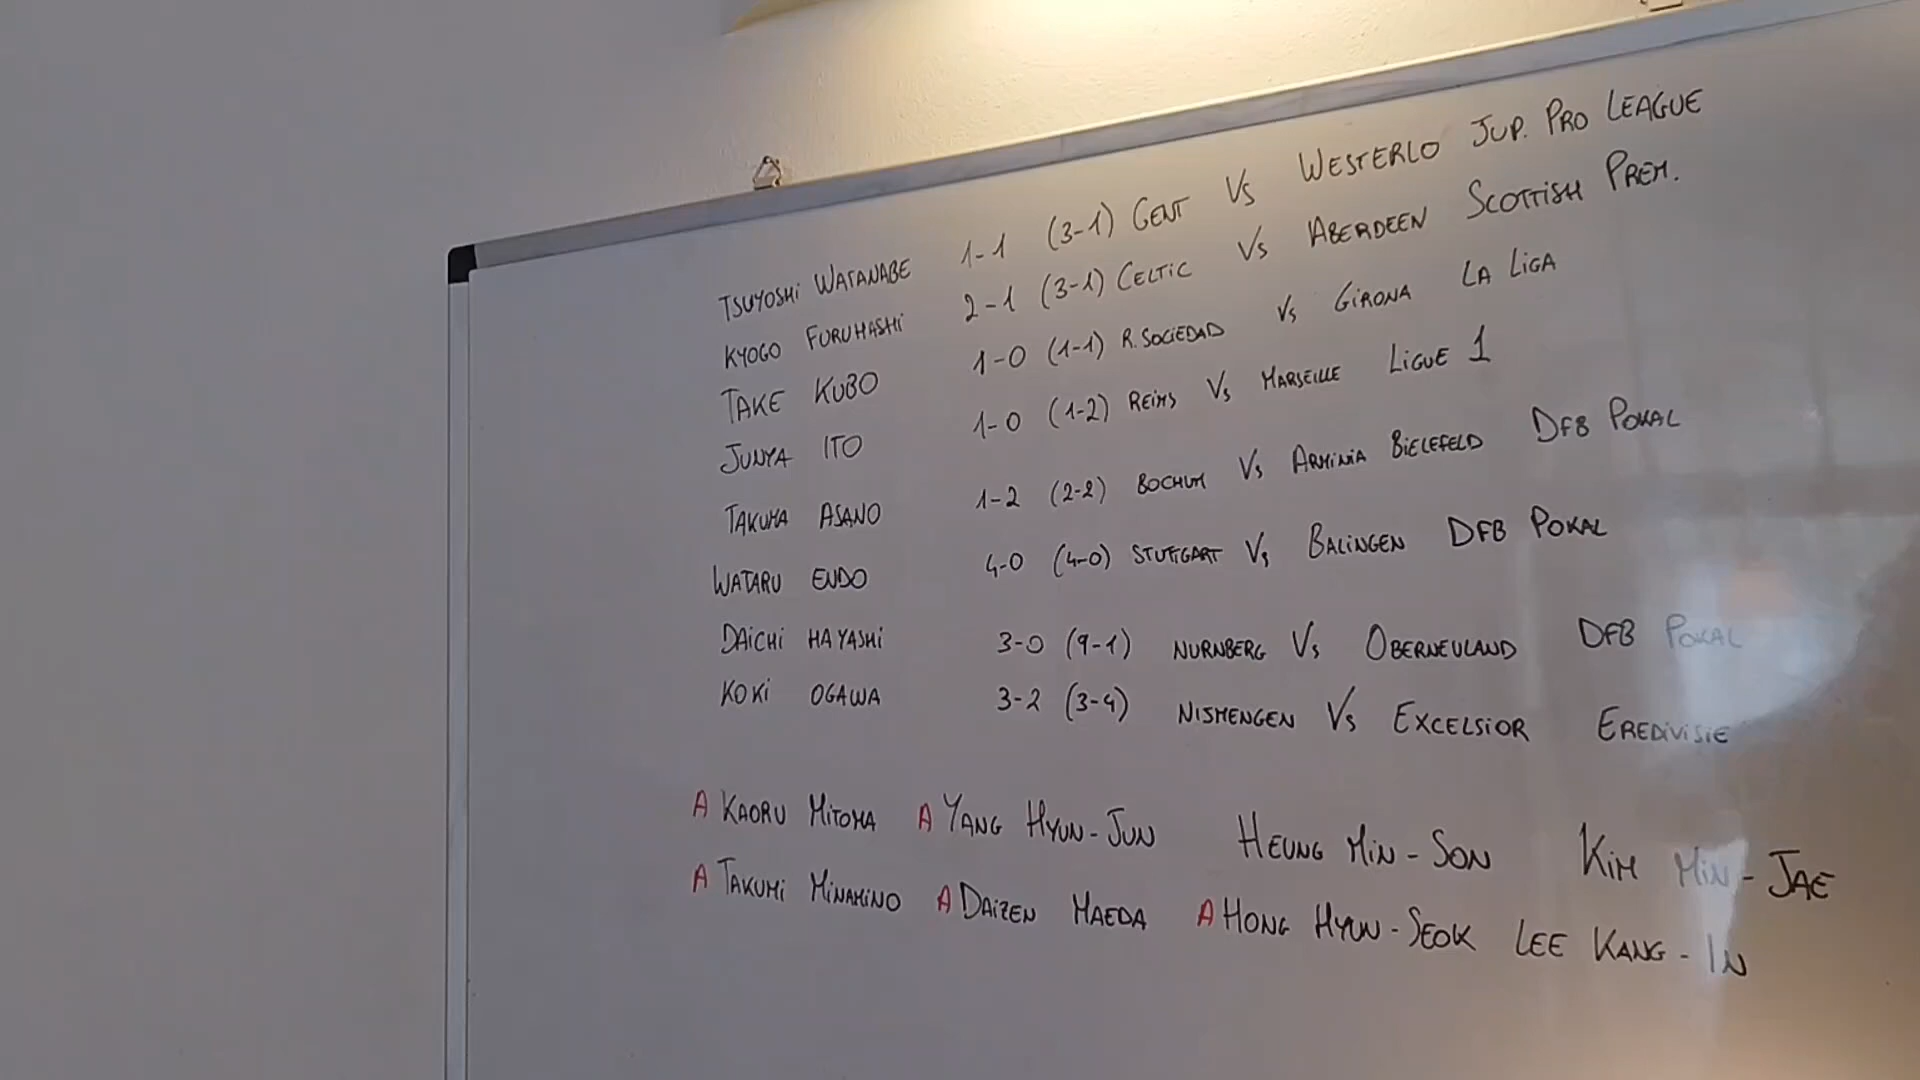 TSUYOSHI WATANABE 1-1 (3-1) GENT VS WESTERLO JUP. PRO LEAGUE
KYOGO FURUHASHI 2-1 (3-1) CELTIC VS ABERDEEN SCOTTISH PREM.
TAKE KUBO 1-0 (1-1) R. SOCIEDAD VS GIRONA LA LIGA
JUNYA ITO 1-0 (1-2) REIMS VS MARSEILLE LIGUE 1
TAKUMA ASANO 1-2 (2-2) BOCHUM VS ARMINIA BIELEFELD DFB POKAL
WATARU ENDO 4-0 (4-0) STUTTGART VS BALINGEN DFB POKAL
DAICHI HAYASHI 3-0 (9-1) NURNBERG VS OBERNEULAND DFB POKAL
KOKI OGAWA 3-2 (3-4) NISMENGEN VS EXCELSIOR EREDIVISIE
A KAORU MITOMA A YANG HYUN-JUN HEUNG MIN-SON KIM MIN-JAE
A TAKUMI MINAMINO A DAIZEN MAEDA A HONG HYUN-SEOK LEE KANG-IN